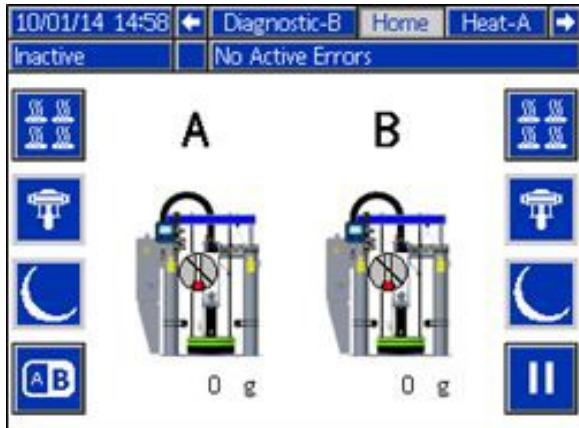 10/01/14 14:58 Diagnostic-B Home Heat-A
Inactive No Active Errors
A B
A B
0 g 0 g